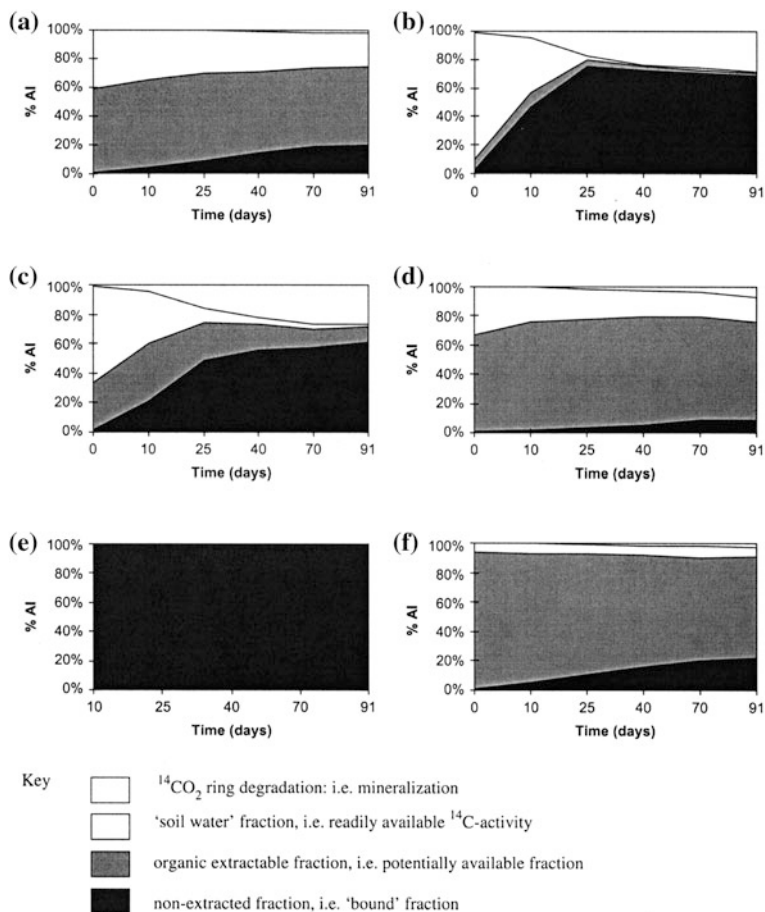 (a)
100%
80%
60%
40%
20%
0%
% AI
0 10 25 40 70 91
Time (days)
(b)
100%
80%
60%
40%
20%
0%
% AI
0 10 25 40 70 91
Time (days)
(c)
100%
80%
60%
40%
20%
0%
% AI
0 10 25 40 70 91
Time (days)
(d)
100%
80%
60%
40%
20%
0%
% AI
0 10 25 40 70 91
Time (days)
(e)
100%
80%
60%
40%
20%
0%
% AI
10 25 40 70 91
Time (days)
(f)
100%
80%
60%
40%
20%
0%
% AI
0 10 25 40 70 91
Time (days)
Key
¹⁴CO₂ ring degradation: i.e. mineralization
‘soil water’ fraction, i.e. readily available ¹⁴C-activity
organic extractable fraction, i.e. potentially available fraction
non-extracted fraction, i.e. ‘bound’ fraction